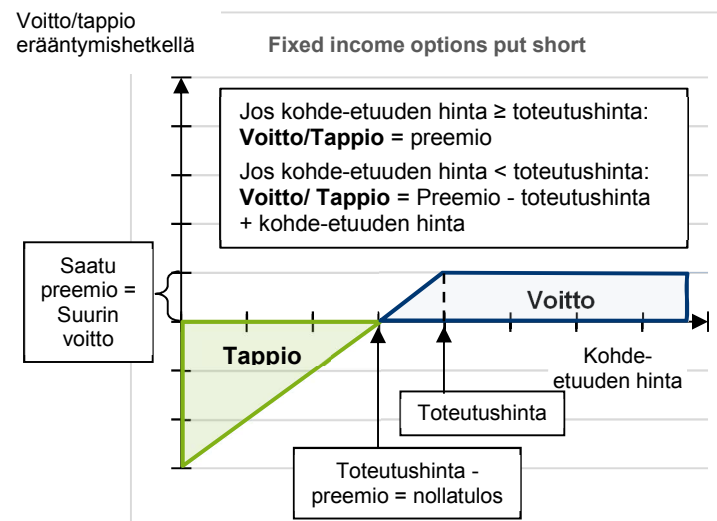 Voitto/tappio
erääntymishetkellä
Fixed income options put short
Jos kohde-etuuden hinta ≥ toteutushinta:
Voitto/Tappio = preemio
Jos kohde-etuuden hinta < toteutushinta:
Voitto/ Tappio = Preemio - toteutushinta
+ kohde-etuuden hinta
Saatu
preemio =
Suurin
voitto
Voitto
Tappio
Kohde-
etuuden hinta
Toteutushinta
Toteutushinta -
preemio = nollatulos